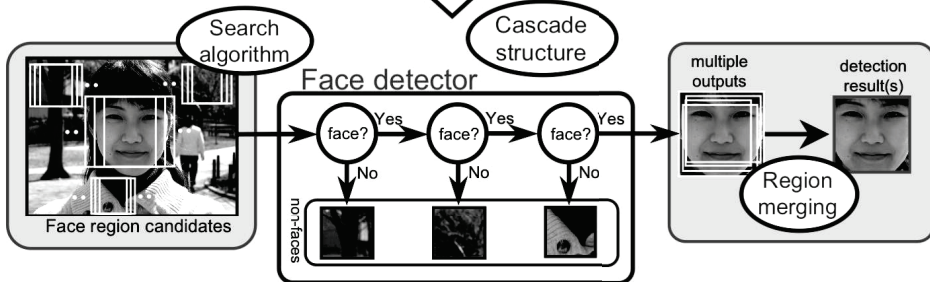 Search
algorithm
Cascade
structure
Face detector
face?
Yes
face?
Yes
face?
Yes
No
No
No
non-faces
Face region candidates
multiple
outputs
detection
result(s)
Region
merging